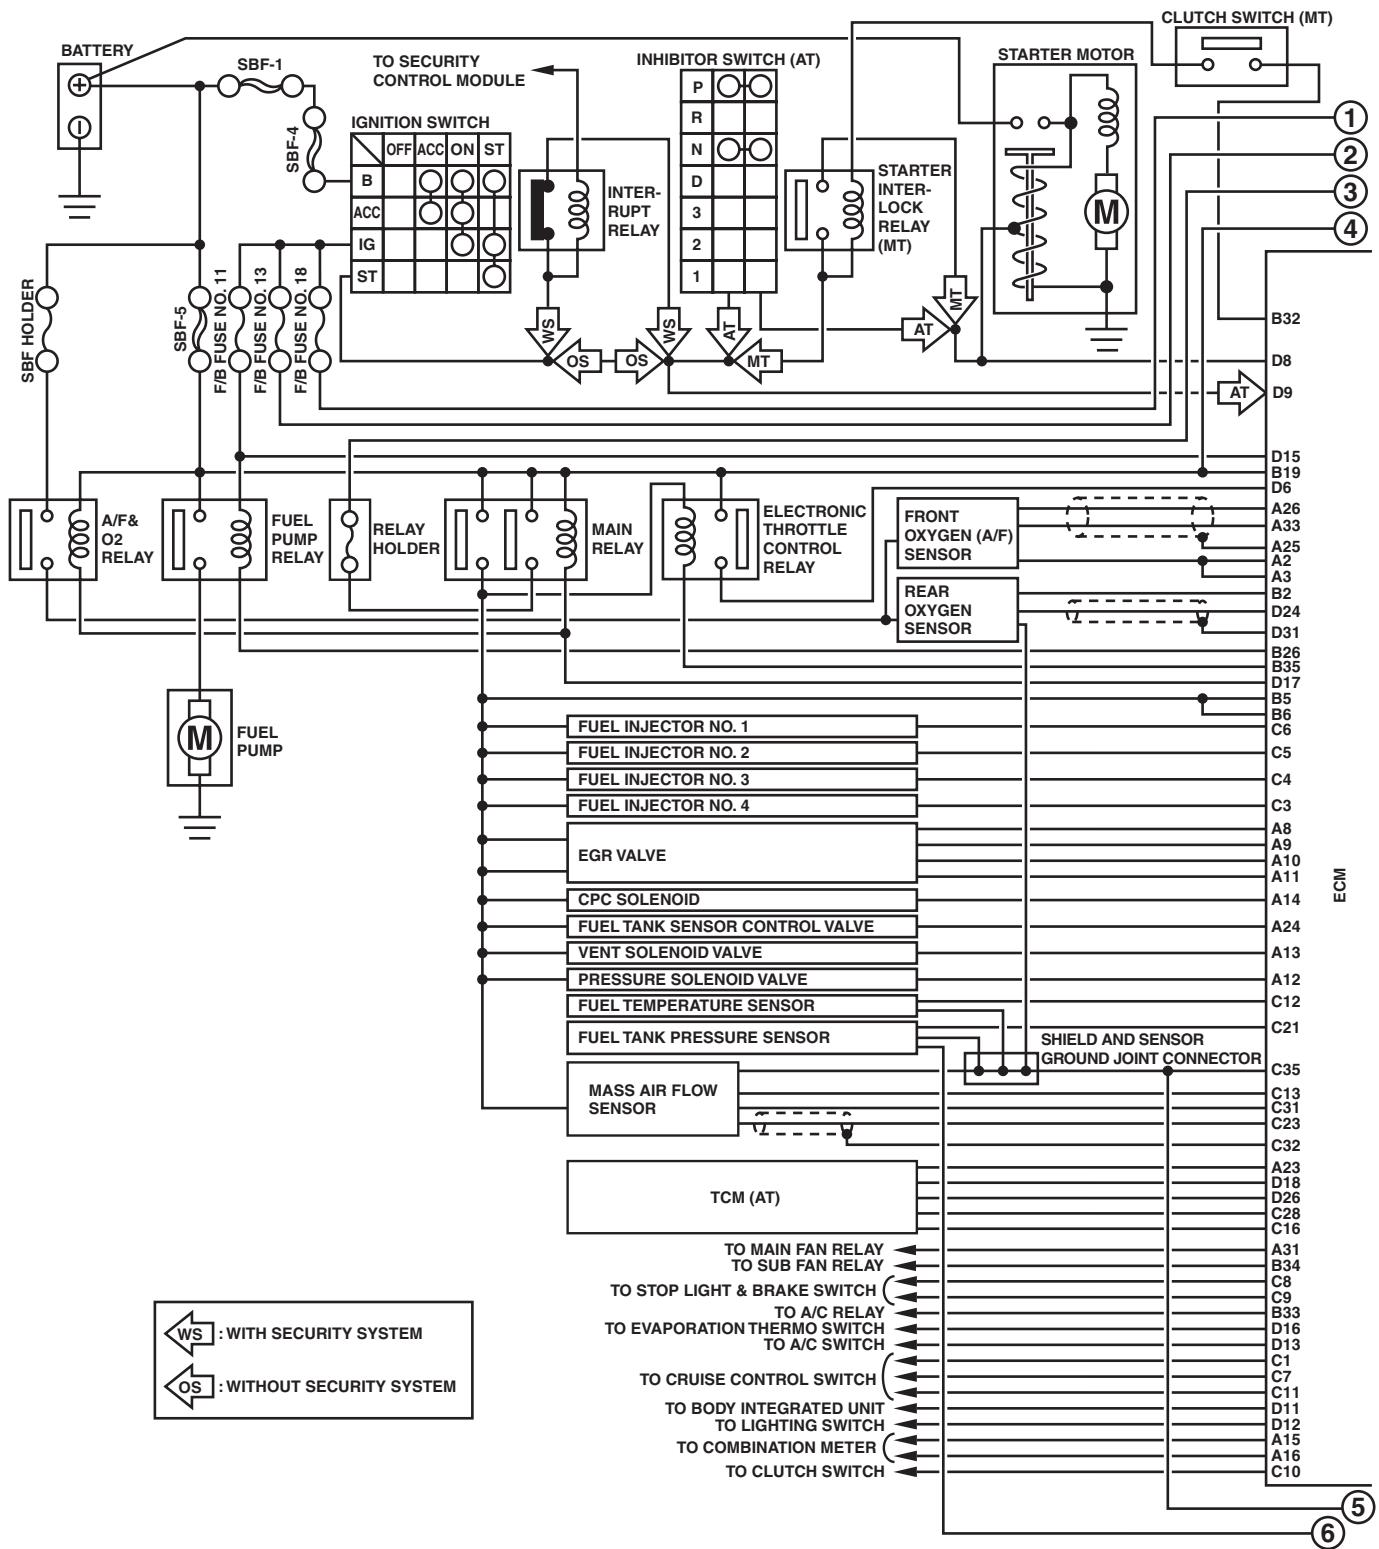 CLUTCH SWITCH (MT)
BATTERY
SBF-1
TO SECURITY
CONTROL MODULE
INHIBITOR SWITCH (AT)
STARTER MOTOR
+
I
SBF-4
IGNITION SWITCH
OFF ACC ON ST
B
ACC
IG
ST
INTER-
RUPT
RELAY
P
R
N
D
3
2
1
STARTER
INTER-
LOCK
RELAY
(MT)
M
1
2
3
4
SBF HOLDER
SBF-5
F/B FUSE NO. 11
F/B FUSE NO. 13
F/B FUSE NO. 18
WS
OS
OS
WS
AT
MT
AT
MT
AT
B32
D8
D9
D15
B19
D6
A26
A33
A25
A2
A3
B2
D24
D31
B26
B35
D17
B5
B6
C6
C5
C4
C3
A8
A9
A10
A11
A14
A24
A13
A12
C12
C21
C35
C13
C31
C23
C32
A23
D18
D26
C28
C16
A31
B34
C8
C9
B33
D16
D13
C1
C7
C11
D11
D12
A15
A16
C10
ECM
A/F&
O2
RELAY
FUEL
PUMP
RELAY
RELAY
HOLDER
MAIN
RELAY
ELECTRONIC
THROTTLE
CONTROL
RELAY
FRONT
OXYGEN (A/F)
SENSOR
REAR
OXYGEN
SENSOR
M
FUEL
PUMP
FUEL INJECTOR NO. 1
FUEL INJECTOR NO. 2
FUEL INJECTOR NO. 3
FUEL INJECTOR NO. 4
EGR VALVE
CPC SOLENOID
FUEL TANK SENSOR CONTROL VALVE
VENT SOLENOID VALVE
PRESSURE SOLENOID VALVE
FUEL TEMPERATURE SENSOR
FUEL TANK PRESSURE SENSOR
SHIELD AND SENSOR
GROUND JOINT CONNECTOR
MASS AIR FLOW
SENSOR
TCM (AT)
TO MAIN FAN RELAY
TO SUB FAN RELAY
TO STOP LIGHT & BRAKE SWITCH
TO A/C RELAY
TO EVAPORATION THERMO SWITCH
TO A/C SWITCH
TO CRUISE CONTROL SWITCH
TO BODY INTEGRATED UNIT
TO LIGHTING SWITCH
TO COMBINATION METER
TO CLUTCH SWITCH
WS : WITH SECURITY SYSTEM
OS : WITHOUT SECURITY SYSTEM
5
6